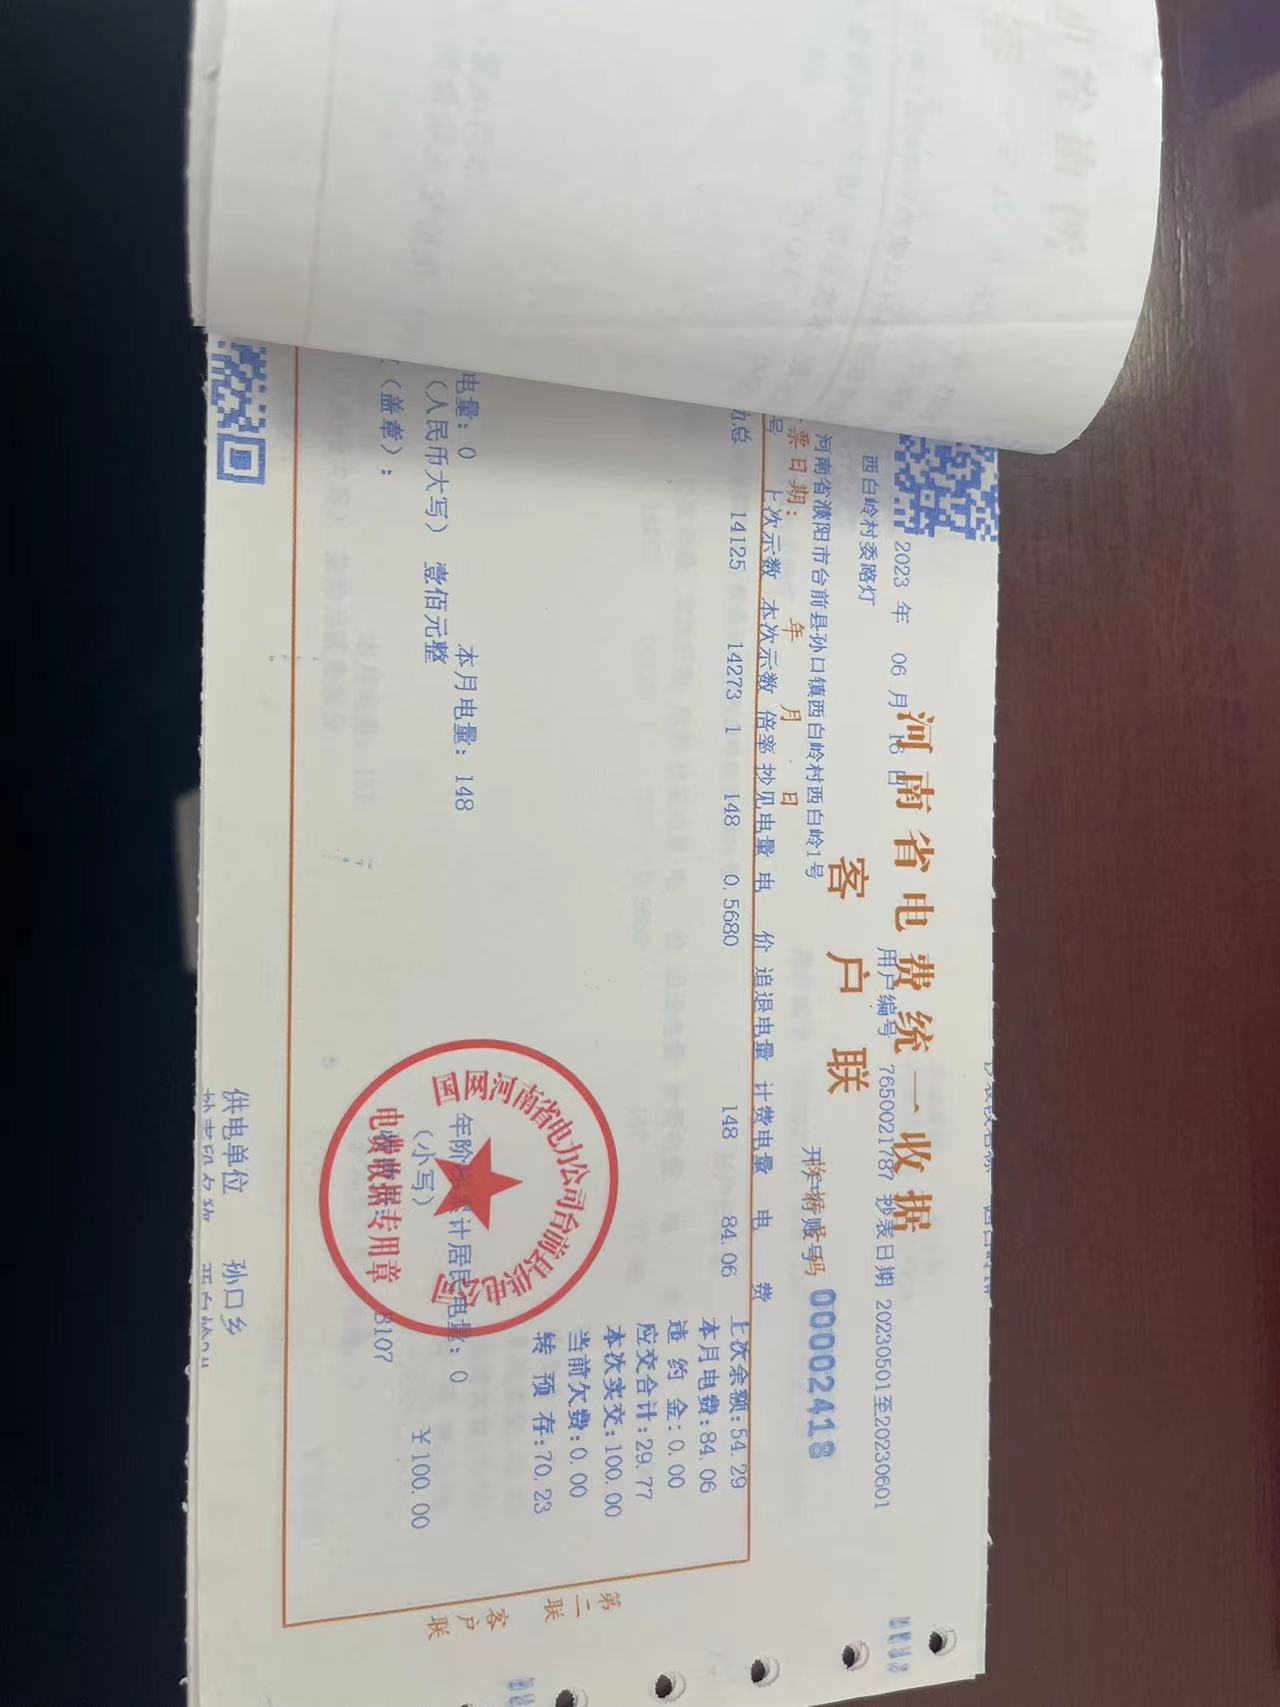 河南省电费统一收据
2023 年 06 月 16 日
用户编号 7650021787 抄表日期 20230501至20230601
西白岭村委路灯
客户联
河南省濮阳市台前县孙口镇西白岭村西白岭1号
票日期: 年 月 日
号码 00002418
号 上次示数 本次示数 倍率 抄见电量 电 价 追退电量 计费电量 电 费
总 14125 14273 1 148 0.5680 148 84.06
上次余额:54.29
本月电费:84.06
违 约 金:0.00
应交合计:29.77
本次实交:100.00
当前欠费:0.00
转 预 存:70.23
电量: 0 本月电量: 148 年阶梯累计居民电量: 0
(人民币大写) 壹佰元整 (小写) ¥100.00
(盖章): 8107
国网河南省电力公司台前县供电公司
电费收据专用章
供电单位 孙口乡
第二联
客户联